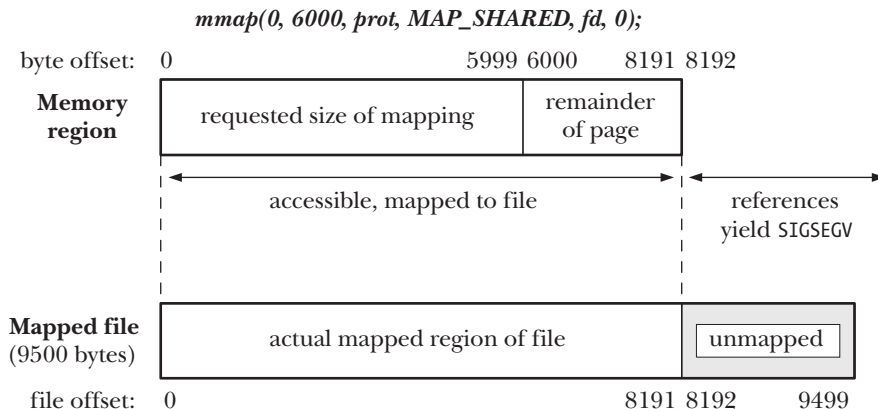 mmap(0, 6000, prot, MAP_SHARED, fd, 0);
byte offset: 0 5999 6000 8191 8192
Memory region
requested size of mapping
remainder of page
accessible, mapped to file
references yield SIGSEGV
Mapped file (9500 bytes)
actual mapped region of file
unmapped
file offset: 0 8191 8192 9499